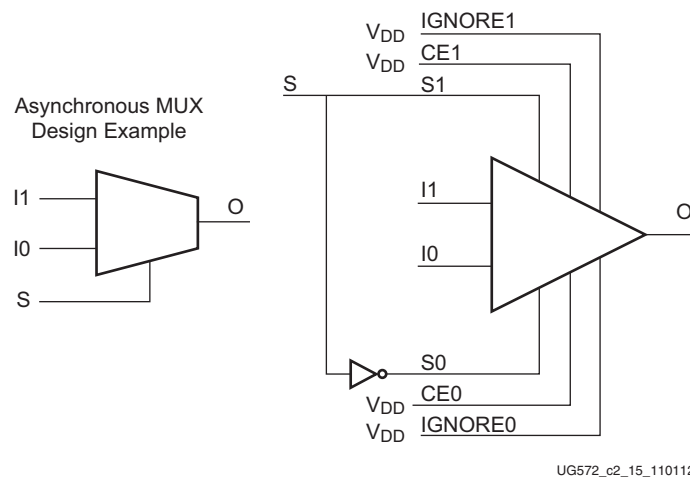 Asynchronous MUX
Design Example
I1
I0
S
O
VDD IGNORE1
VDD CE1
S S1
I1
I0
O
S0
VDD CE0
VDD IGNORE0
UG572_c2_15_110112